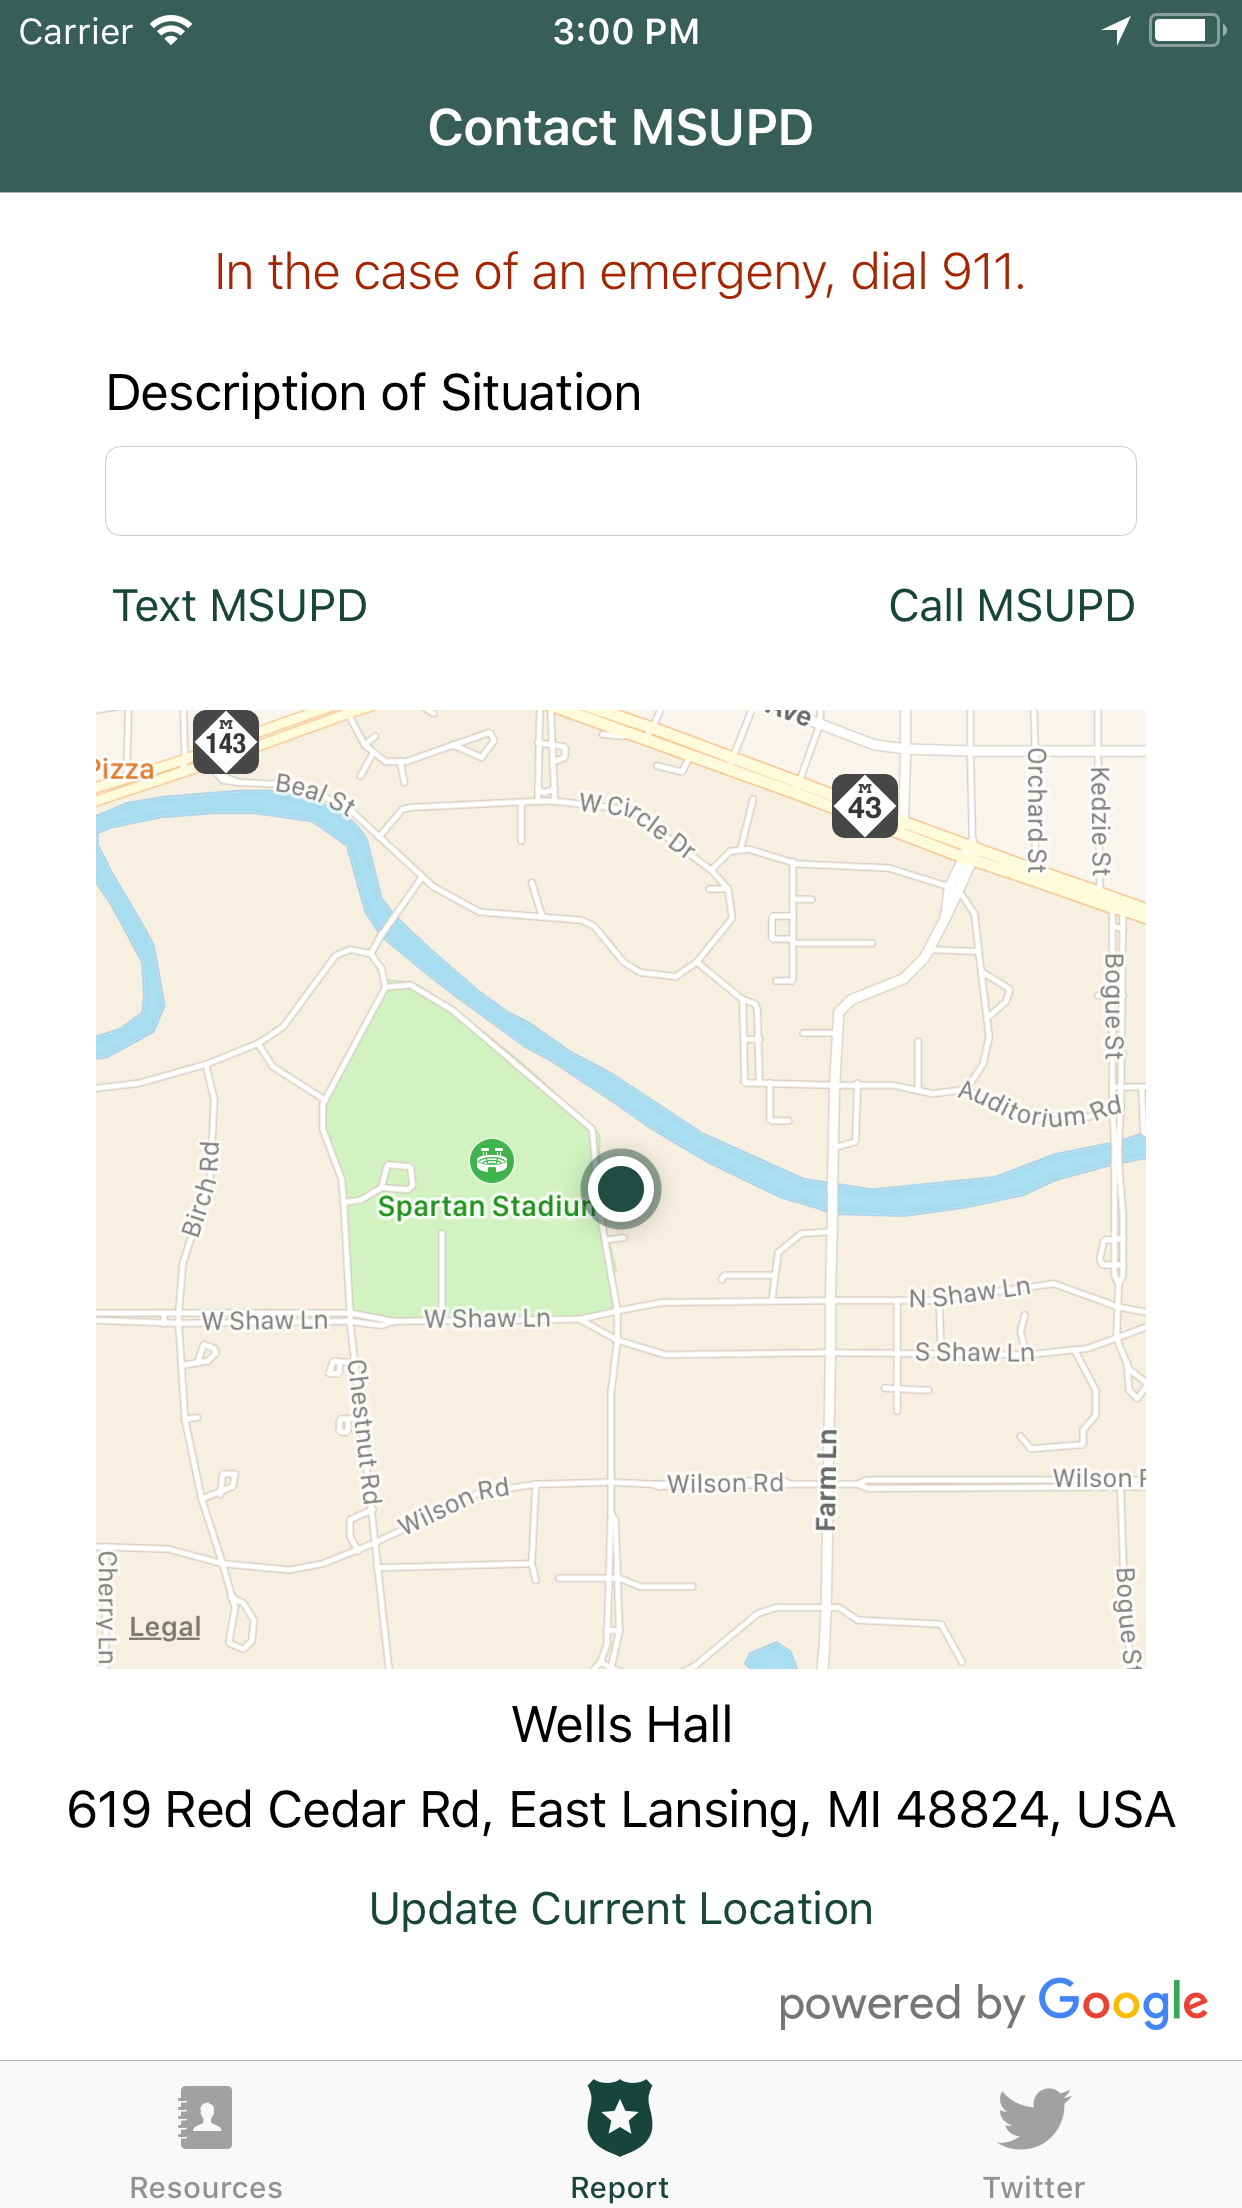 Carrier
3:00 PM
Contact MSUPD
In the case of an emergeny, dial 911.
Description of Situation
Text MSUPD
Call MSUPD
M
143
Pizza
Beal St
W Circle Dr
Ave
M
43
Orchard St
Kedzie St
Bogue St
Auditorium Rd
Birch Rd
Spartan Stadium
W Shaw Ln
W Shaw Ln
N Shaw Ln
S Shaw Ln
Chestnut Rd
Wilson Rd
Wilson Rd
Farm Ln
Wilson R
Cherry Ln
Legal
Bogue St
Wells Hall
619 Red Cedar Rd, East Lansing, MI 48824, USA
Update Current Location
powered by Google
Resources
Report
Twitter